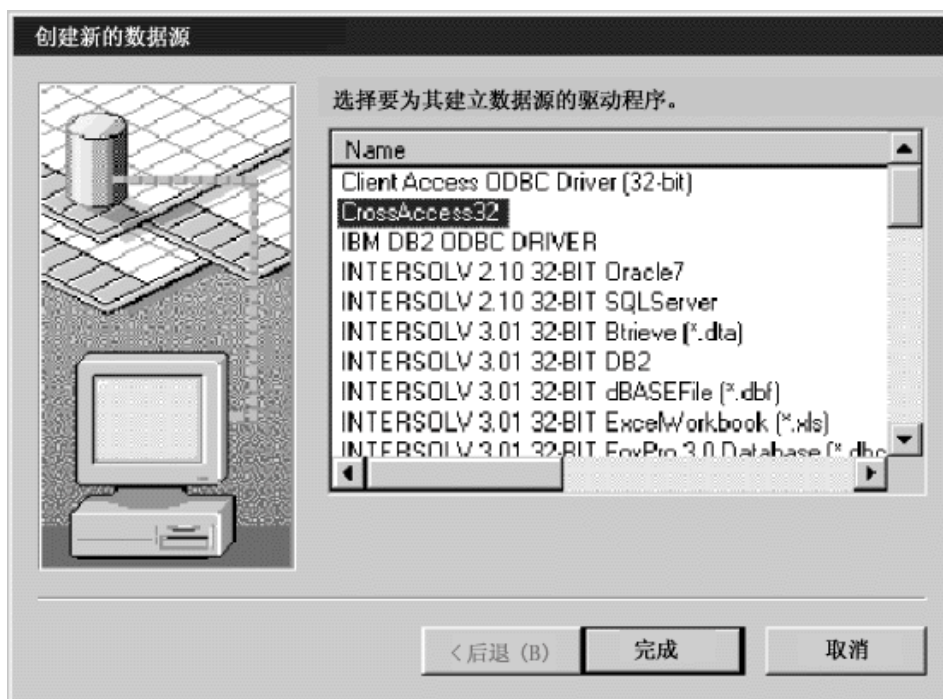 创建新的数据源
选择要为其建立数据源的驱动程序。
Name
Client Access ODBC Driver (32-bit)
CrossAccess32
IBM DB2 ODBC DRIVER
INTERSOLV 2.10 32-BIT Oracle7
INTERSOLV 2.10 32-BIT SQLServer
INTERSOLV 3.01 32-BIT Btrieve (*.dta)
INTERSOLV 3.01 32-BIT DB2
INTERSOLV 3.01 32-BIT dBASEFile (*.dbf)
INTERSOLV 3.01 32-BIT ExcelWorkbook (*.xls)
INTERSOLV 3.01 32-BIT FoxPro 3.0 Database (*.dbc
<后退 (B) 完成 取消